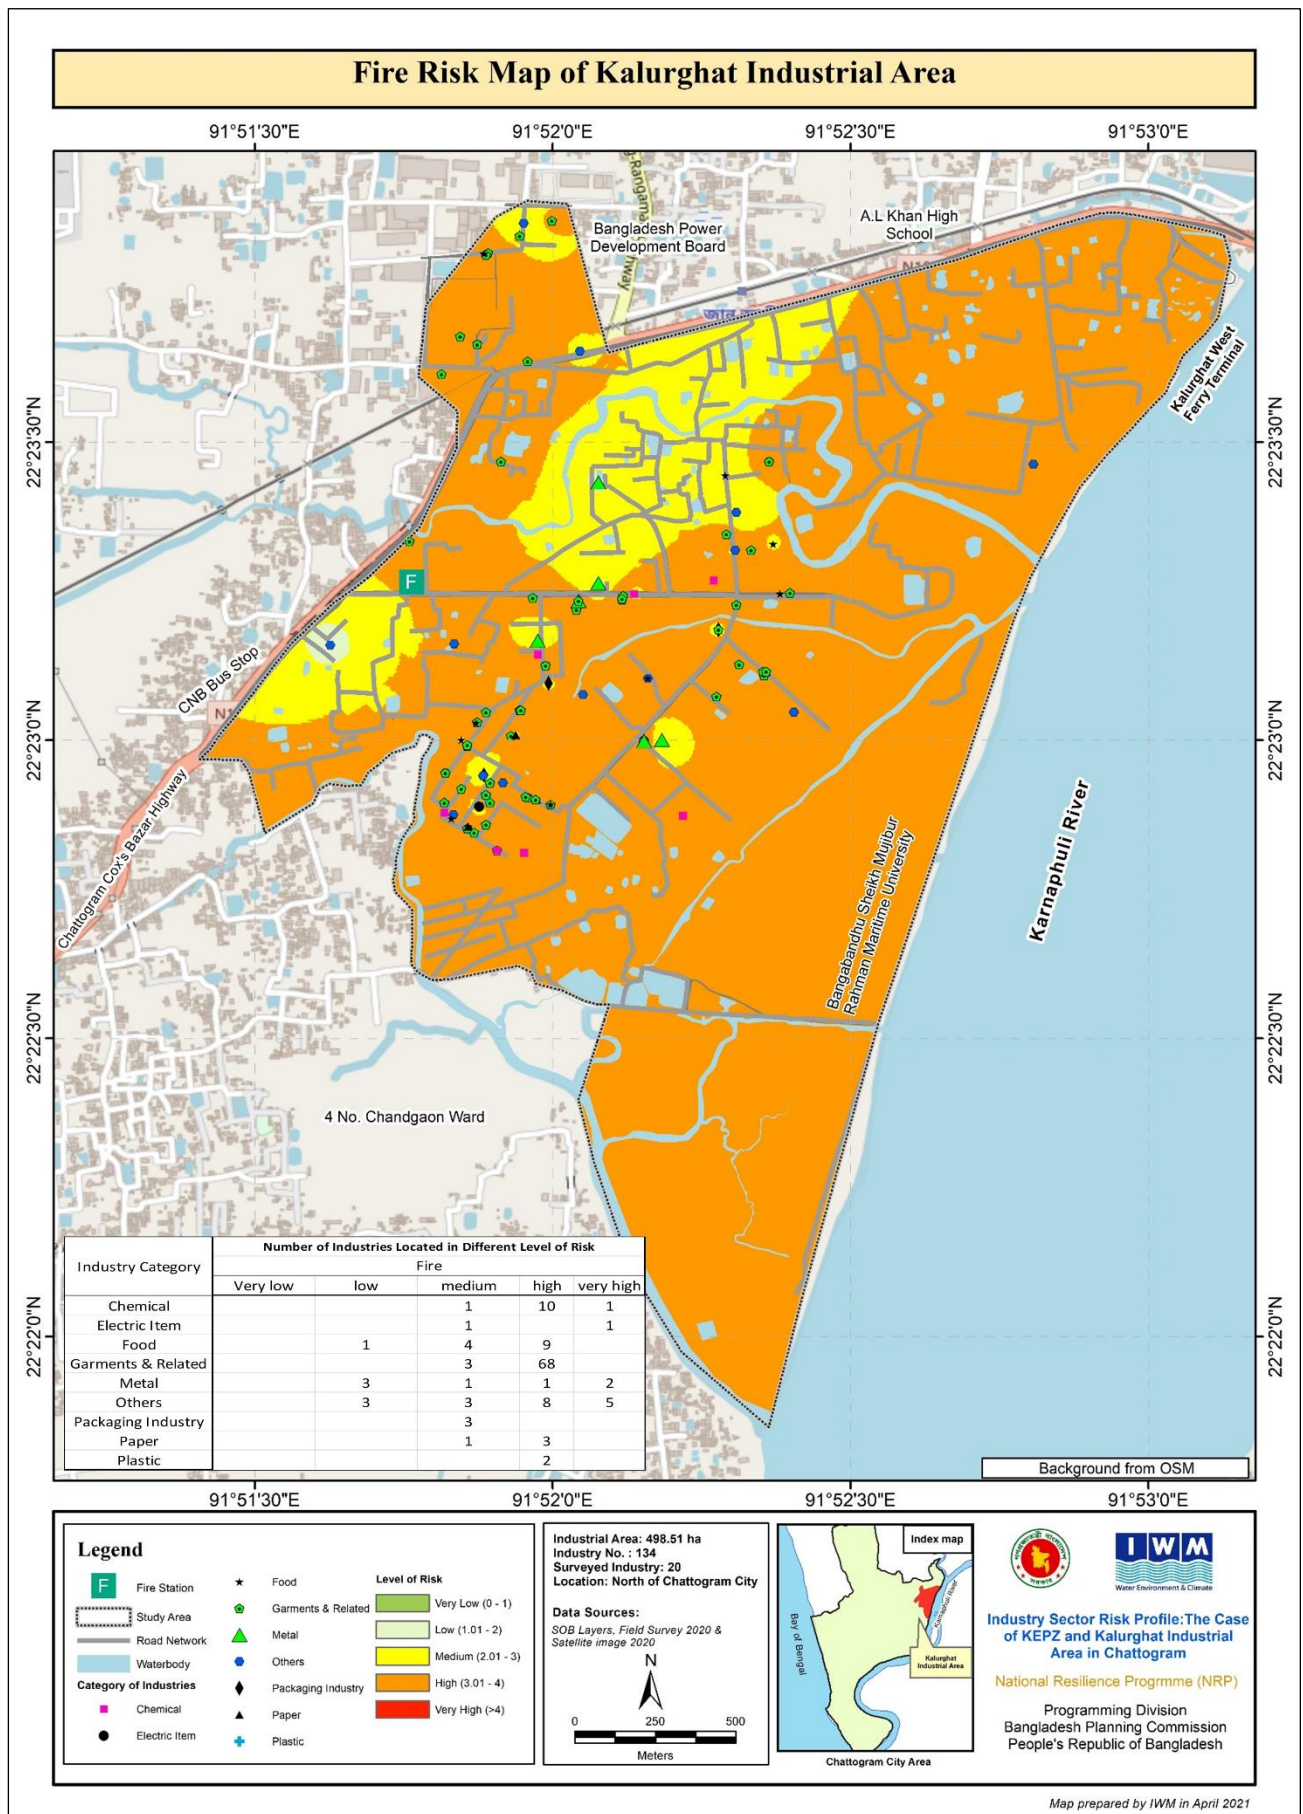 Fire Risk Map of Kalurghat Industrial Area
91°51'30"E 91°52'0"E 91°52'30"E 91°53'0"E
A.L Khan High
School
Bangladesh Power
Development Board
Kalurghat West
Ferry Terminal
22°23'30"N 22°23'30"N
F
CNB Bus Stop
N1
22°23'0"N 22°23'0"N
Chattogram Cox's Bazar Highway
Karnaphuli River
Bangabandhu Sheikh Mujibur
Rahman Maritime University
22°22'30"N 22°22'30"N
4 No. Chandgaon Ward
22°22'0"N 22°22'0"N
Number of Industries Located in Different Level of Risk
Industry Category Fire
Very low low medium high very high
Chemical 1 10 1
Electric Item 1 1
Food 1 4 9
Garments & Related 3 68
Metal 3 1 1 2
Others 3 3 8 5
Packaging Industry 3
Paper 1 3
Plastic 2
Background from OSM
91°51'30"E 91°52'0"E 91°52'30"E 91°53'0"E
Legend
F Fire Station
Study Area
Road Network
Waterbody
Category of Industries
Chemical
Electric Item
Food
Garments & Related
Metal
Others
Packaging Industry
Paper
Plastic
Level of Risk
Very Low (0 - 1)
Low (1.01 - 2)
Medium (2.01 - 3)
High (3.01 - 4)
Very High (>4)
Industrial Area: 498.51 ha
Industry No. : 134
Surveyed Industry: 20
Location: North of Chattogram City
Data Sources:
SOB Layers, Field Survey 2020 &
Satellite image 2020
N
0 250 500
Meters
Index map
Bay of Bengal
Karnaphuli River
Kalurghat
Industrial Area
Chattogram City Area
IWM
Water Environment & Climate
Industry Sector Risk Profile:The Case
of KEPZ and Kalurghat Industrial
Area in Chattogram
National Resilience Progrmme (NRP)
Programming Division
Bangladesh Planning Commission
People's Republic of Bangladesh
Map prepared by IWM in April 2021